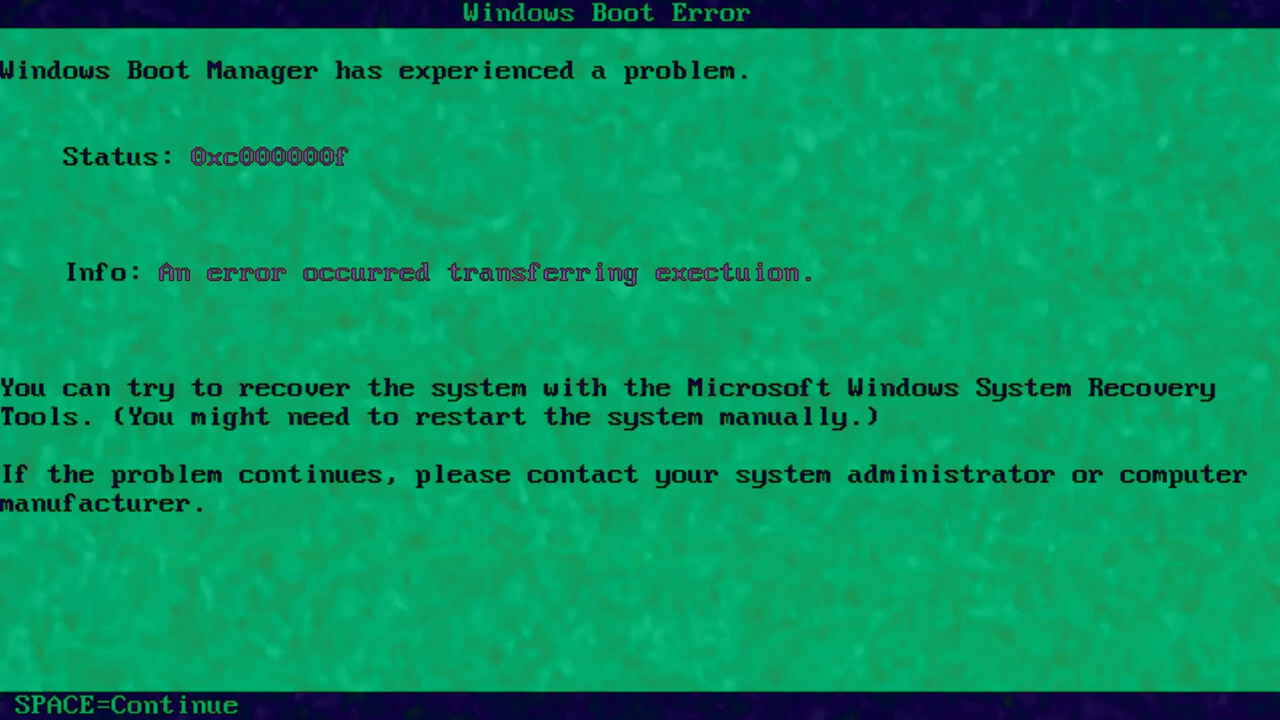 Windows Boot Error
Windows Boot Manager has experienced a problem.
Status: 0xc000000f
Info: An error occurred transferring exectuion.
You can try to recover the system with the Microsoft Windows System Recovery
Tools. (You might need to restart the system manually.)
If the problem continues, please contact your system administrator or computer
manufacturer.
SPACE=Continue